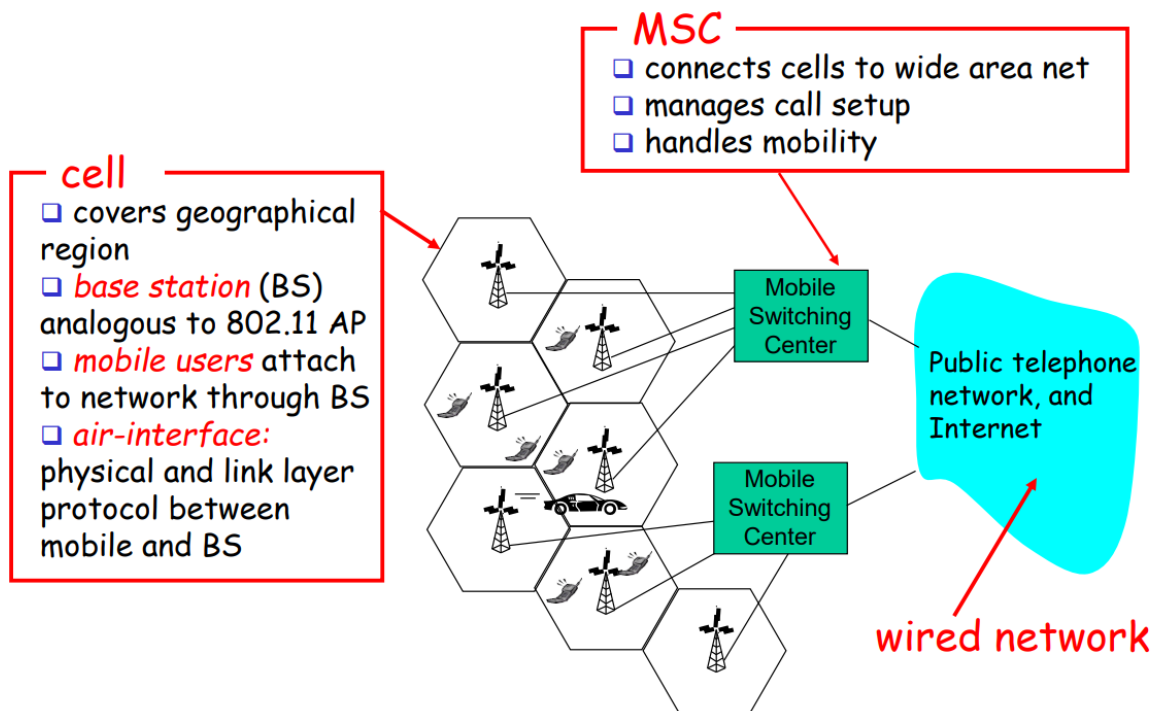 MSC
❑ connects cells to wide area net
❑ manages call setup
❑ handles mobility
cell
❑ covers geographical
region
❑ base station (BS)
analogous to 802.11 AP
❑ mobile users attach
to network through BS
❑ air-interface:
physical and link layer
protocol between
mobile and BS
Mobile
Switching
Center
Public telephone
network, and
Internet
Mobile
Switching
Center
wired network